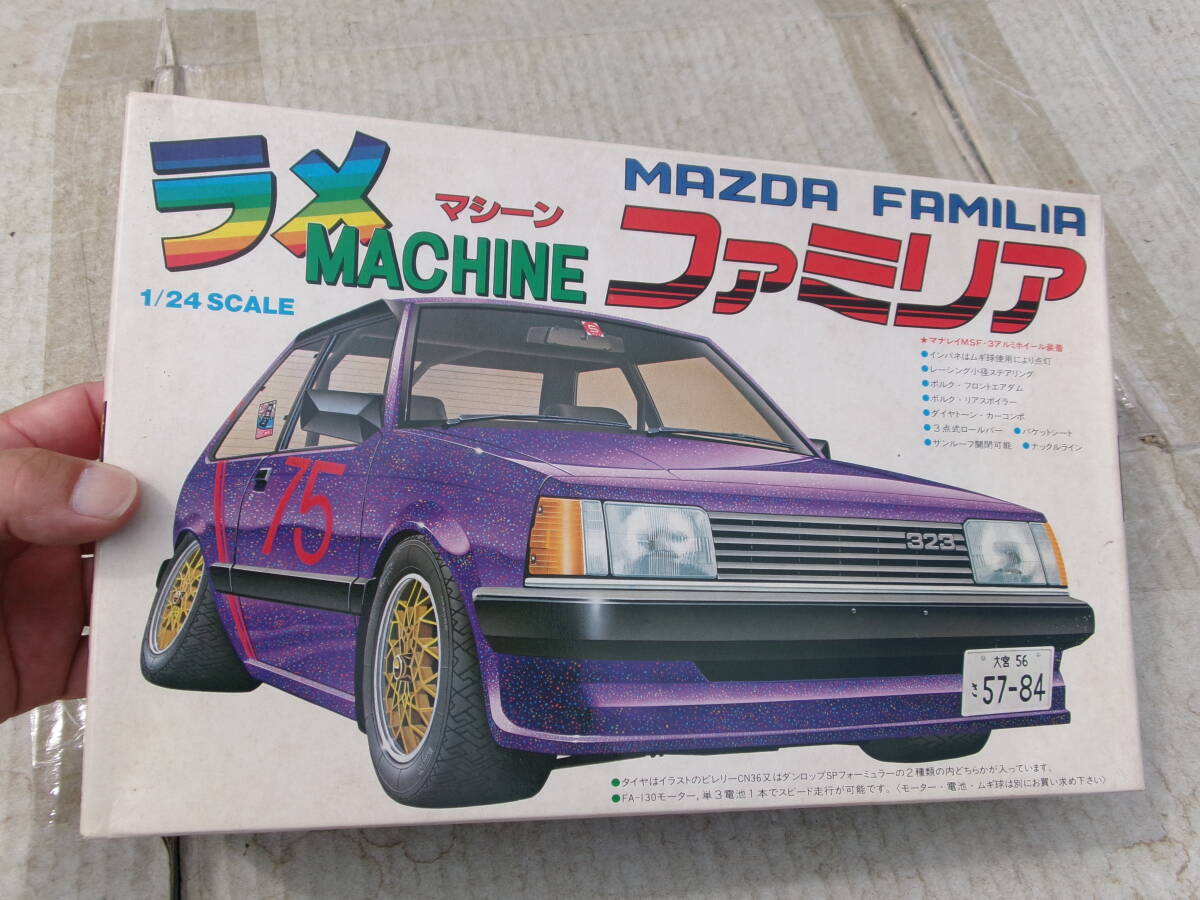 ラメ
マシーン
MACHINE
1/24 SCALE
MAZDA FAMILIA
ファミリア
★マナレイMSF・3アルミホイール装着
●インパネはムギ球使用により点灯
●レーシング小径ステアリング
●ボルク・フロントエアダム
●ボルク・リアスポイラー
●ダイヤトーン・カーコンポ
●3点式ロールバー ●バケットシート
●サンルーフ開閉可能 ●ナックルライン
75
323
大宮 56
さ 57-84
●タイヤはイラストのピレリーCN36又はダンロップSPフォーミュラーの2種類の内どちらかが入っています。
●FA-130モーター,単3電池1本でスピード走行が可能です。〈モーター・電池・ムギ球は別にお買い求め下さい〉